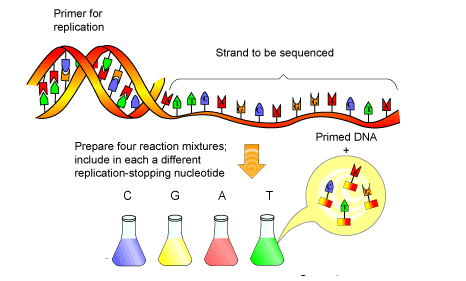 Primer for
replication
Strand to be sequenced
Prepare four reaction mixtures;
include in each a different
replication-stopping nucleotide
Primed DNA
+
C G A T